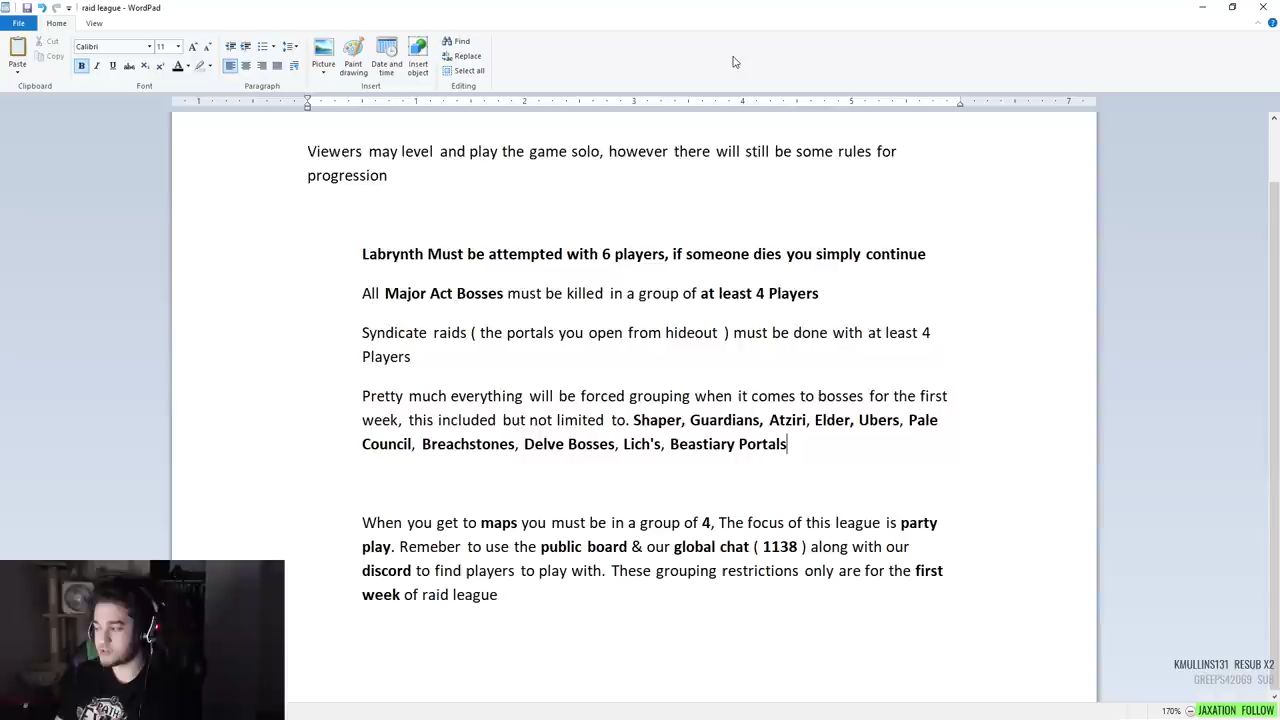 raid league - WordPad
File Home View
Paste
Cut
Copy
Clipboard
Calibri 11
Font
Paragraph
Picture
Paint drawing
Date and time
Insert object
Insert
Find
Replace
Select all
Editing
1 1 2 3 4 5 7
Viewers may level and play the game solo, however there will still be some rules for
progression
Labrynth Must be attempted with 6 players, if someone dies you simply continue
All Major Act Bosses must be killed in a group of at least 4 Players
Syndicate raids ( the portals you open from hideout ) must be done with at least 4
Players
Pretty much everything will be forced grouping when it comes to bosses for the first
week, this included but not limited to. Shaper, Guardians, Atziri, Elder, Ubers, Pale
Council, Breachstones, Delve Bosses, Lich's, Beastiary Portals
When you get to maps you must be in a group of 4, The focus of this league is party
play. Remeber to use the public board & our global chat ( 1138 ) along with our
discord to find players to play with. These grouping restrictions only are for the first
week of raid league
KMULLINS131 RESUB X2
GREEPS42069 SUB
170%
JAXATION FOLLOW